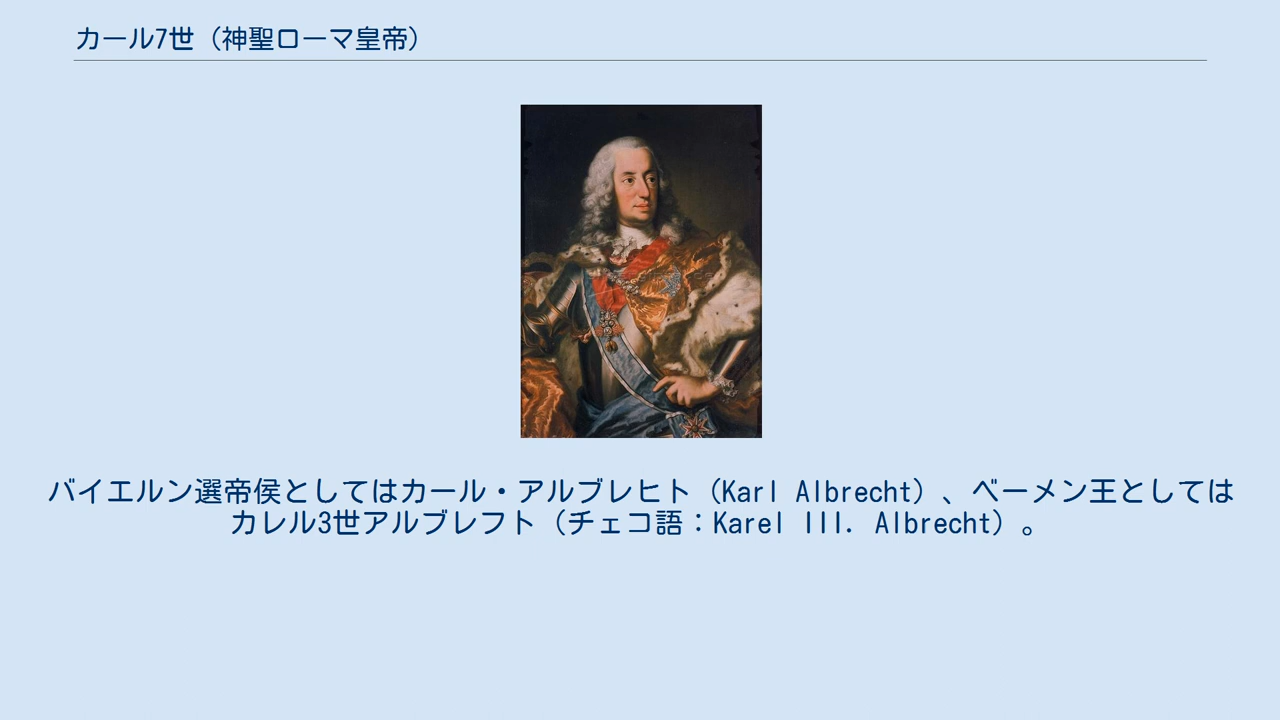 カール7世（神聖ローマ皇帝）
バイエルン選帝侯としてはカール・アルブレヒト（Karl Albrecht）、ベーメン王としては
カレル3世アルブレフト（チェコ語：Karel III. Albrecht）。